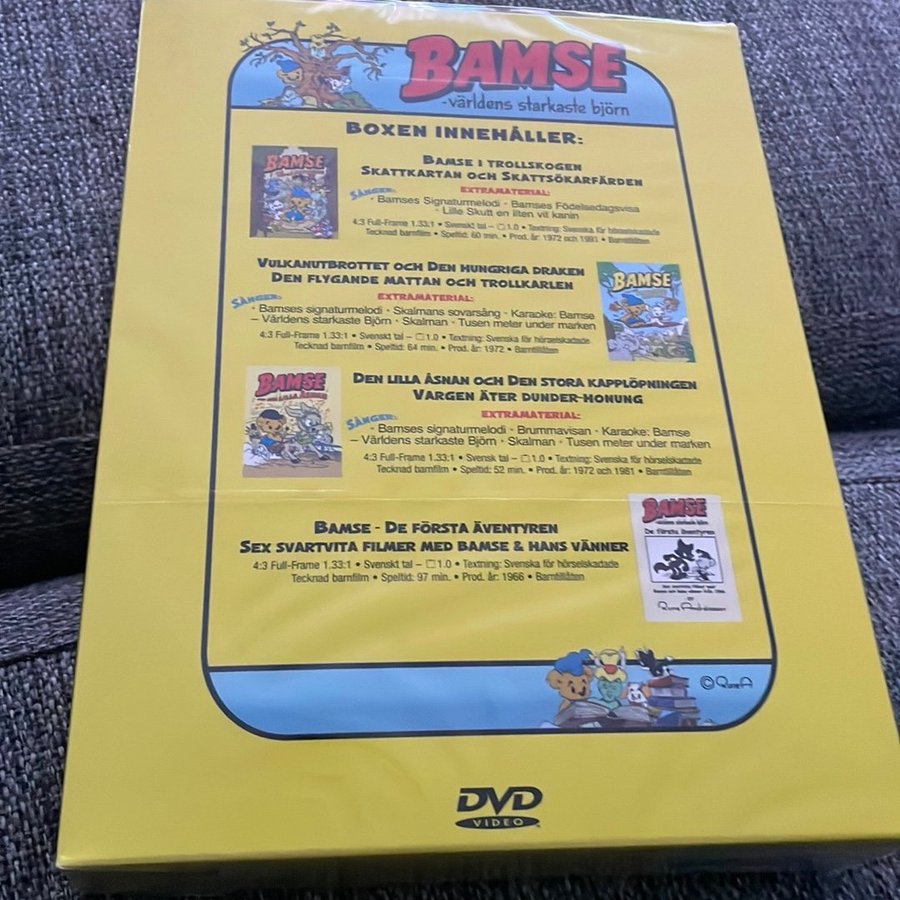 BAMSE
-världens starkaste björn
BOXEN INNEHÅLLER:
BAMSE
BAMSE I TROLLSKOGEN
SKATTKARTAN OCH SKATTSÖKARFÄRDEN
SÅNGER: EXTRAMATERIAL:
• Bamses Signaturmelodi • Bamses Födelsedagsvisa
• Lille Skutt en liten vit kanin
4:3 Full-Frame 1.33:1 • Svenskt tal – 1.0 • Textning: Svenska för hörselskadade
Tecknad barnfilm • Speltid: 60 min. • Prod. år: 1972 och 1991 • Barntillåten
VULKANUTBROTTET OCH DEN HUNGRIGA DRAKEN
DEN FLYGANDE MATTAN OCH TROLLKARLEN
BAMSE
SÅNGER: EXTRAMATERIAL:
• Bamses signaturmelodi • Skalmans sovarsång • Karaoke: Bamse
– Världens starkaste Björn • Skalman • Tusen meter under marken
4:3 Full-Frame 1.33:1 • Svenskt tal – 1.0 • Textning: Svenska för hörselskadade
Tecknad barnfilm • Speltid: 64 min. • Prod. år: 1972 • Barntillåten
BAMSE
LILLA ÅSNAN
DEN LILLA ÅSNAN OCH DEN STORA KAPPLÖPNINGEN
VARGEN ÄTER DUNDER-HONUNG
SÅNGER: EXTRAMATERIAL:
• Bamses signaturmelodi • Brummavisan • Karaoke: Bamse
– Världens starkaste Björn • Skalman • Tusen meter under marken
4:3 Full-Frame 1.33:1 • Svensk tal – 1.0 • Textning: Svenska för hörselskadade
Tecknad barnfilm • Speltid: 52 min. • Prod. år: 1972 och 1981 • Barntillåten
BAMSE - DE FÖRSTA ÄVENTYREN
SEX SVARTVITA FILMER MED BAMSE & HANS VÄNNER
4:3 Full-Frame 1.33:1 • Svenskt tal – 1.0 • Textning: Svenska för hörselskadade
Tecknad barnfilm • Speltid: 97 min. • Prod. år: 1966 • Barntillåten
BAMSE
De första äventyren
Rune Andréasson
© Rune A
DVD
VIDEO